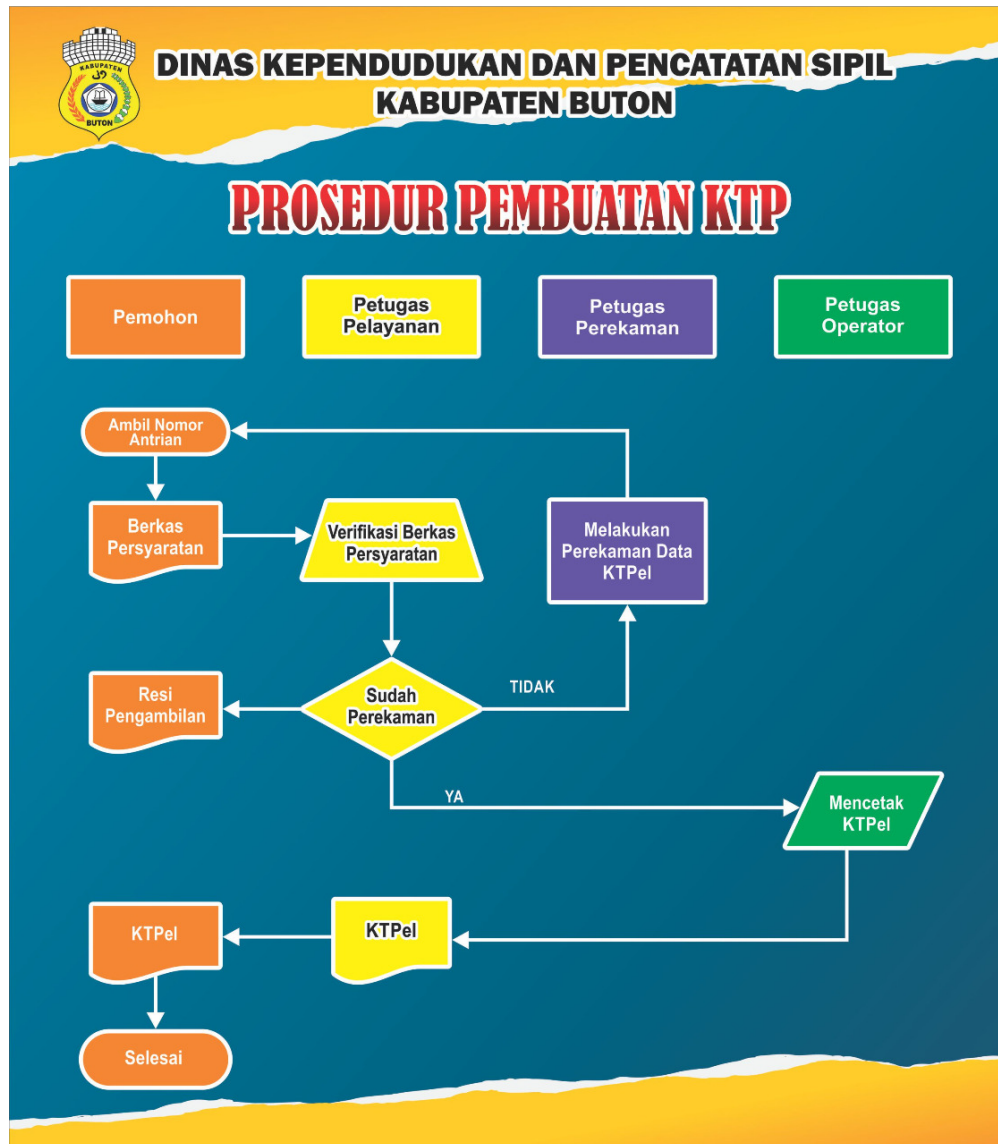 KABUPATEN
BUTON
DINAS KEPENDUDUKAN DAN PENCATATAN SIPIL
KABUPATEN BUTON
PROSEDUR PEMBUATAN KTP
Pemohon
Petugas
Pelayanan
Petugas
Perekaman
Petugas
Operator
Ambil Nomor
Antrian
Berkas
Persyaratan
Verifikasi Berkas
Persyaratan
Melakukan
Perekaman Data
KTPel
Resi
Pengambilan
Sudah
Perekaman
TIDAK
YA
Mencetak
KTPel
KTPel
KTPel
Selesai